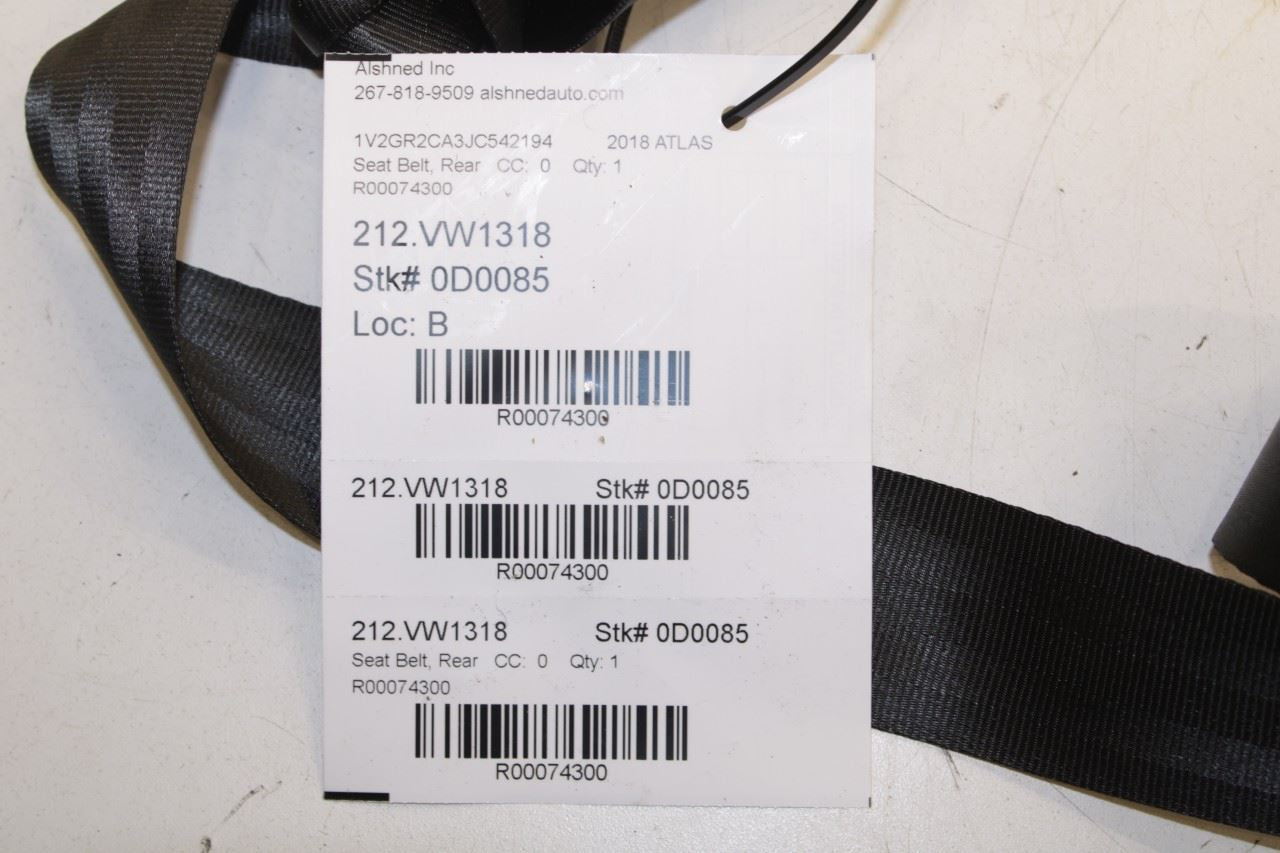 Alshned Inc
267-818-9509 alshnedauto.com
1V2GR2CA3JC542194 2018 ATLAS
Seat Belt, Rear CC: 0 Qty: 1
R00074300
212.VW1318
Stk# 0D0085
Loc: B
R00074300
212.VW1318 Stk# 0D0085
R00074300
212.VW1318 Stk# 0D0085
Seat Belt, Rear CC: 0 Qty: 1
R00074300
R00074300